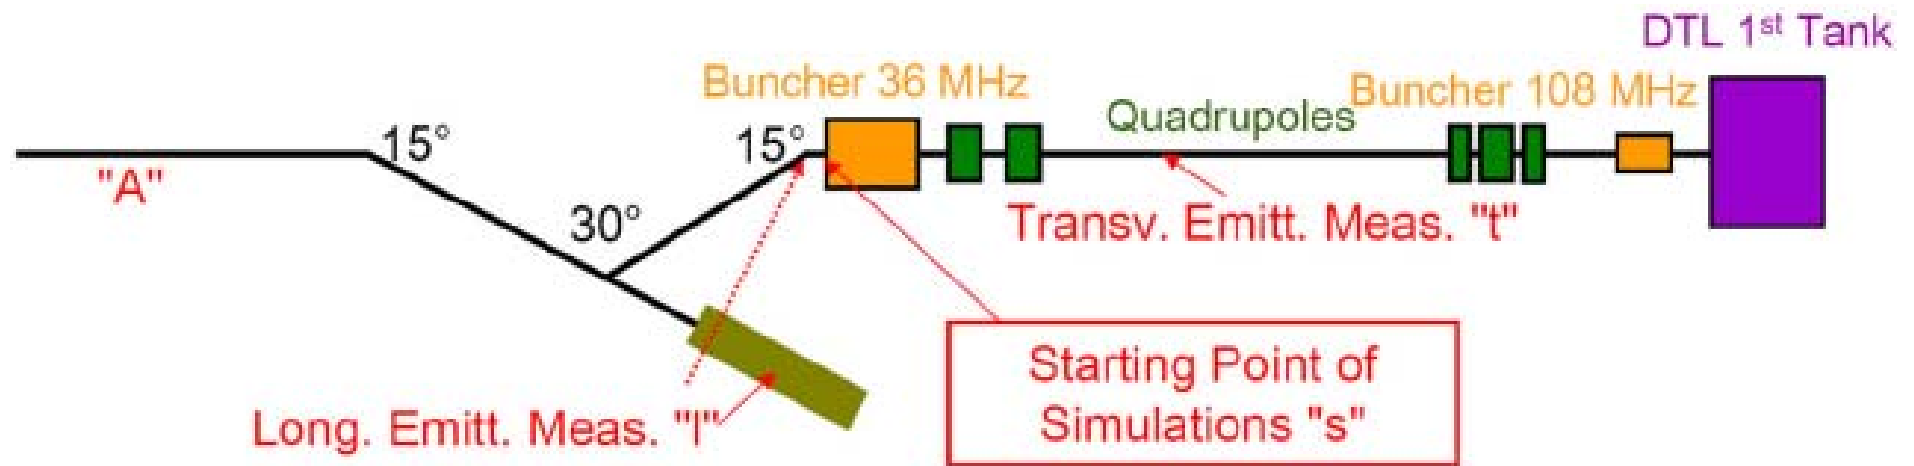 DTL 1st Tank
Buncher 36 MHz
Buncher 108 MHz
Quadrupoles
15°
15°
"A"
30°
Transv. Emitt. Meas. "t"
Starting Point of
Simulations "s"
Long. Emitt. Meas. "l"